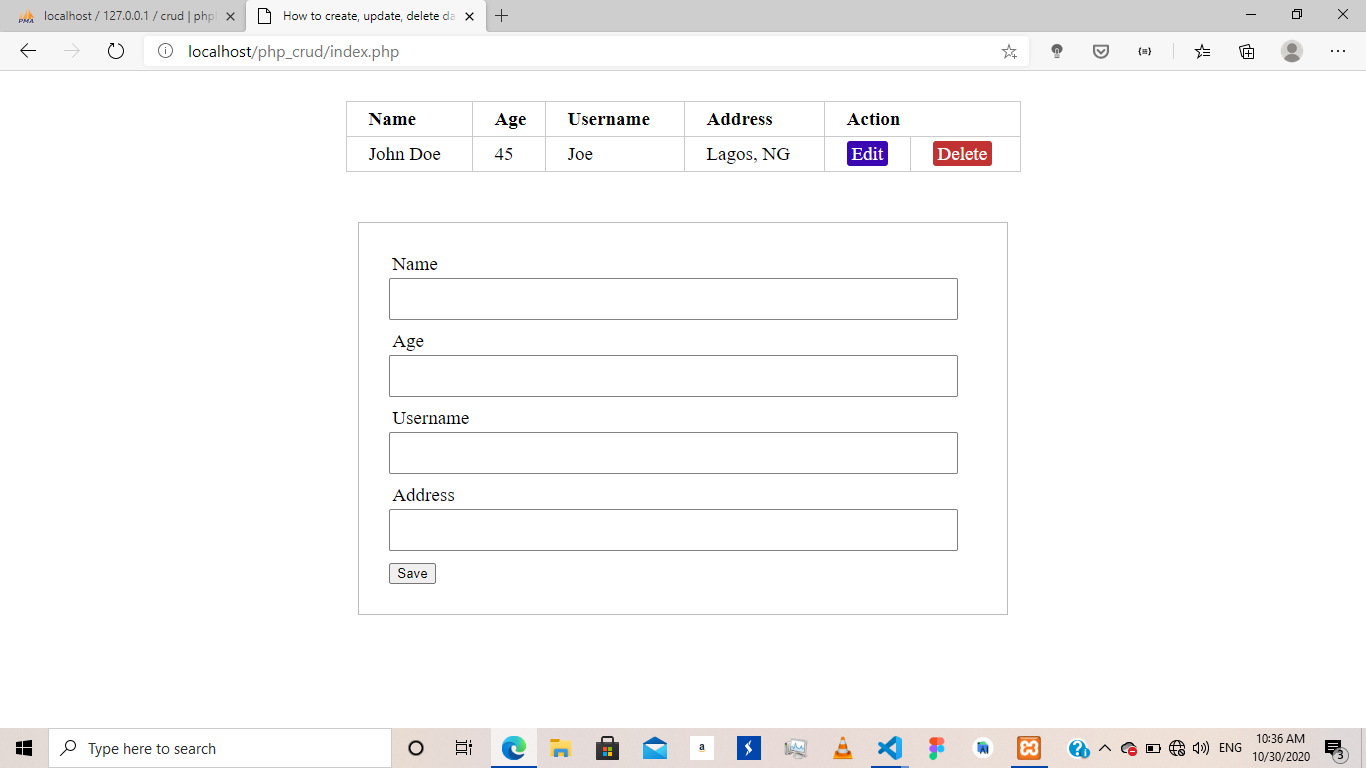 localhost / 127.0.0.1 / crud | php
How to create, update, delete da
localhost/php_crud/index.php
Name Age Username Address Action
John Doe 45 Joe Lagos, NG Edit Delete
Name
Age
Username
Address
Save
Type here to search
a
ENG
10:36 AM
10/30/2020
3